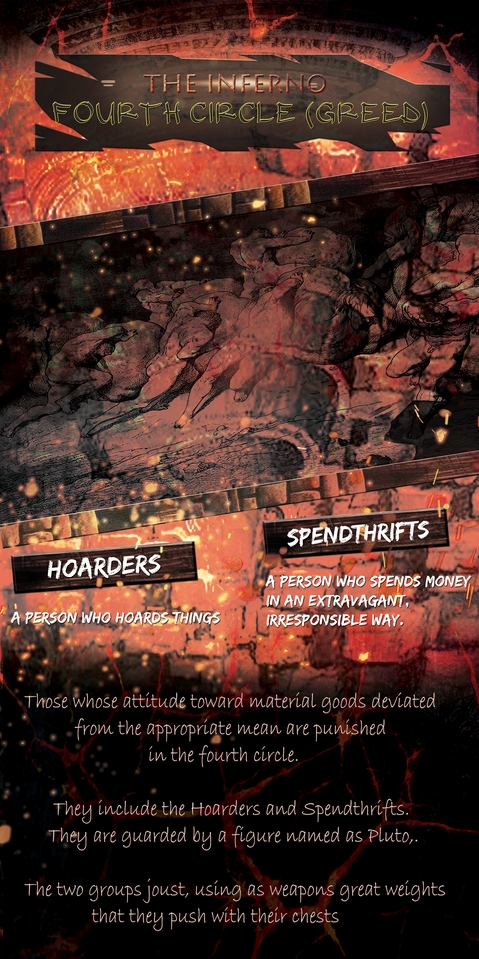 THE INFERNO
FOURTH CIRCLE (GREED)
HOARDERS
A PERSON WHO HOARDS THINGS
SPENDTHRIFTS
A PERSON WHO SPENDS MONEY
IN AN EXTRAVAGANT,
IRRESPONSIBLE WAY.
Those whose attitude toward material goods deviated
from the appropriate mean are punished
in the fourth circle.
They include the Hoarders and Spendthrifts.
They are guarded by a figure named as Pluto,.
The two groups joust, using as weapons great weights
that they push with their chests